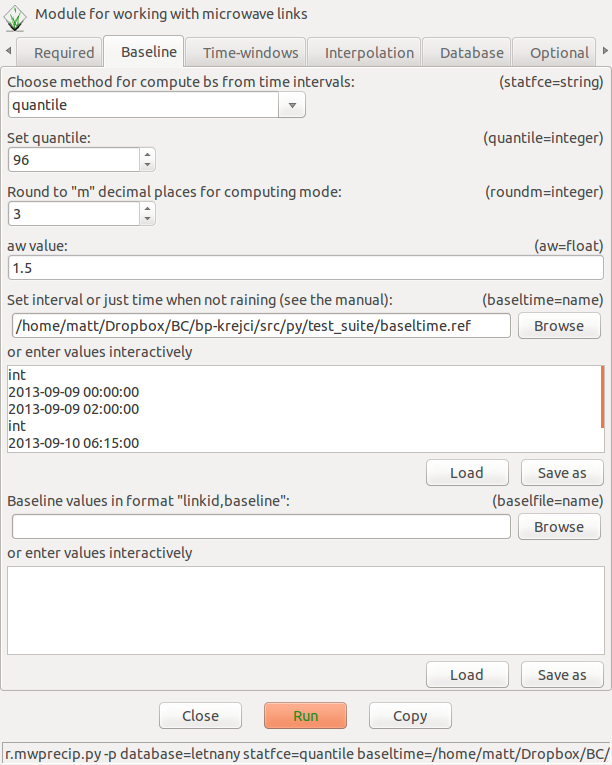 Module for working with microwave links
Required Baseline Time-windows Interpolation Database Optional
Choose method for compute bs from time intervals: (statfce=string)
quantile
Set quantile: (quantile=integer)
96
Round to "m" decimal places for computing mode: (roundm=integer)
3
aw value: (aw=float)
1.5
Set interval or just time when not raining (see the manual): (baseltime=name)
/home/matt/Dropbox/BC/bp-krejci/src/py/test_suite/baseltime.ref Browse
or enter values interactively
int
2013-09-09 00:00:00
2013-09-09 02:00:00
int
2013-09-10 06:15:00
Load Save as
Baseline values in format "linkid,baseline": (baselfile=name)
Browse
or enter values interactively
Load Save as
Close Run Copy
r.mwprecip.py -p database=letnany statfce=quantile baseltime=/home/matt/Dropbox/BC/